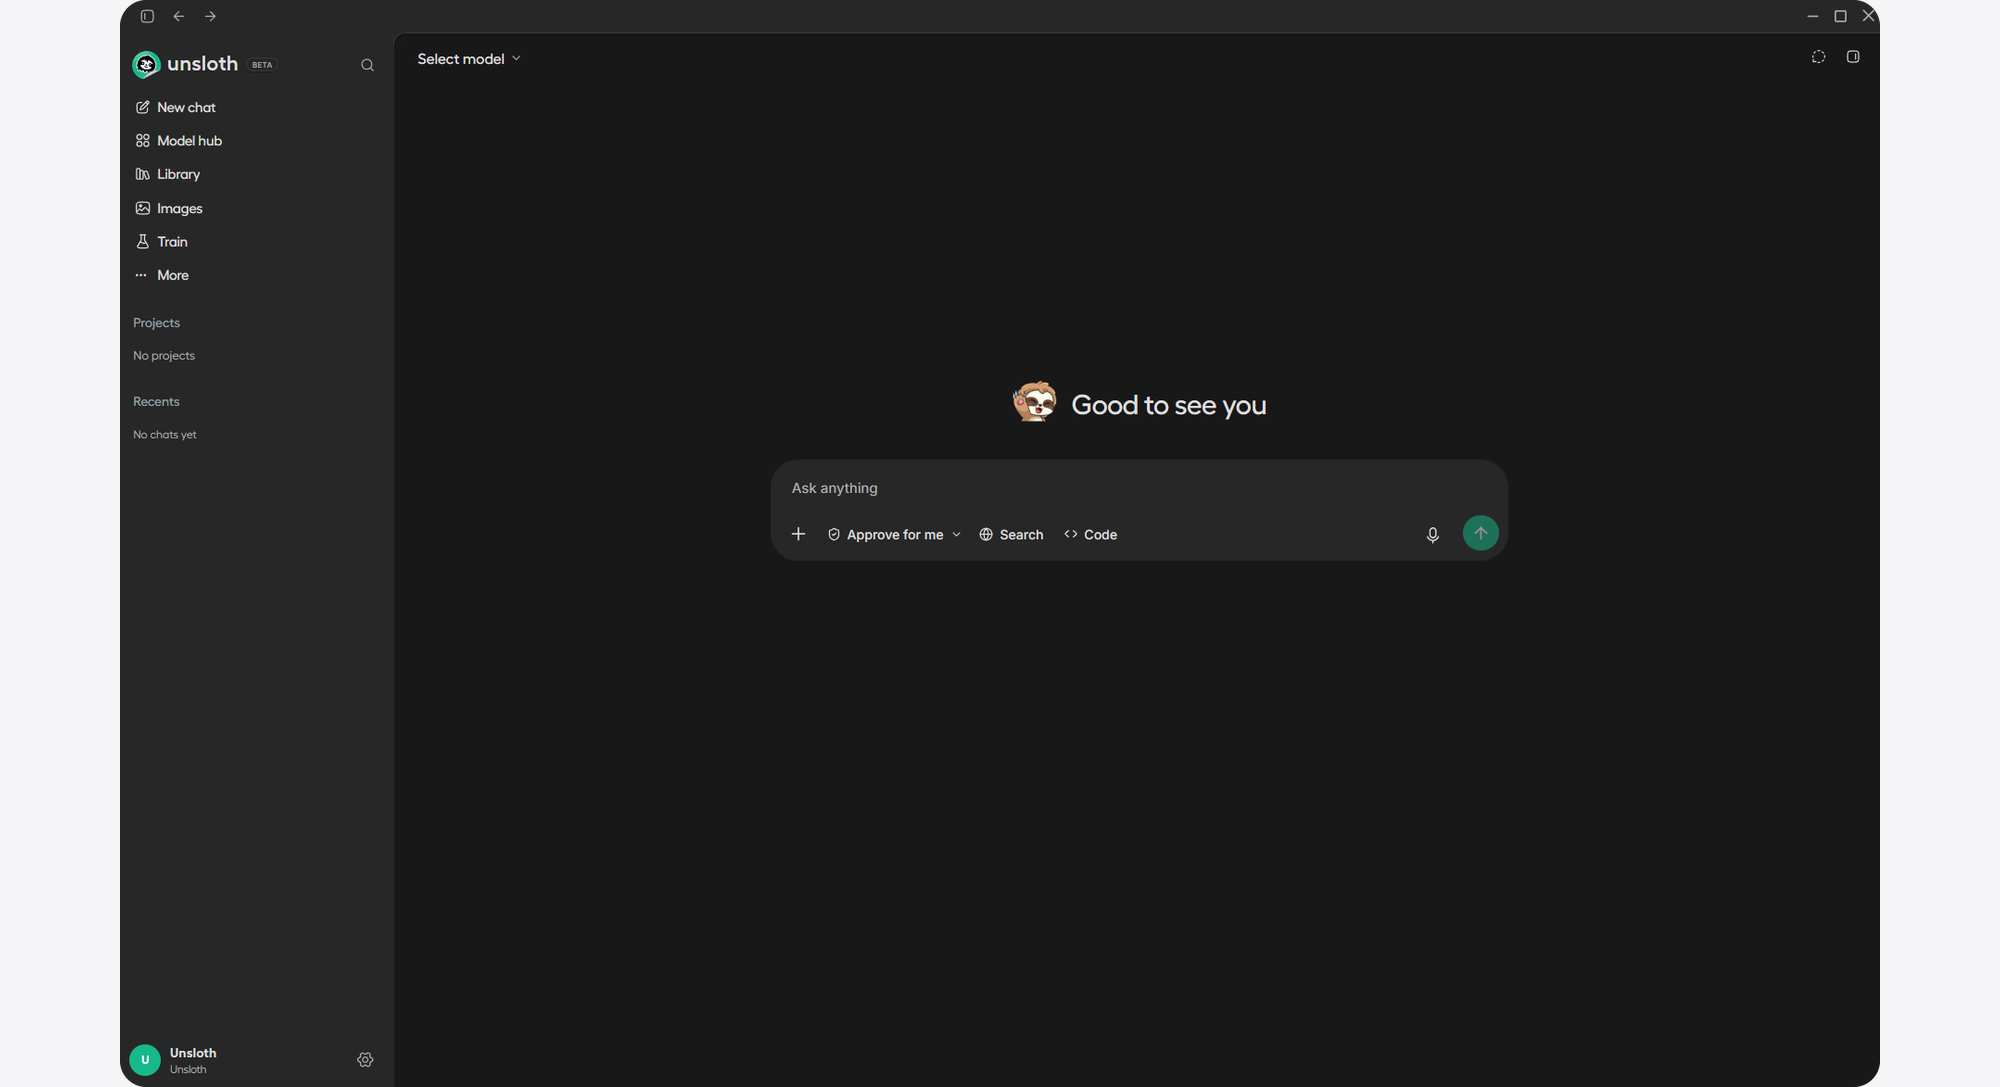 unsloth BETA
New chat
Model hub
Library
Images
Train
More
Projects
No projects
Recents
No chats yet
U
Unsloth
Unsloth
Select model
Good to see you
Ask anything
Approve for me Search Code